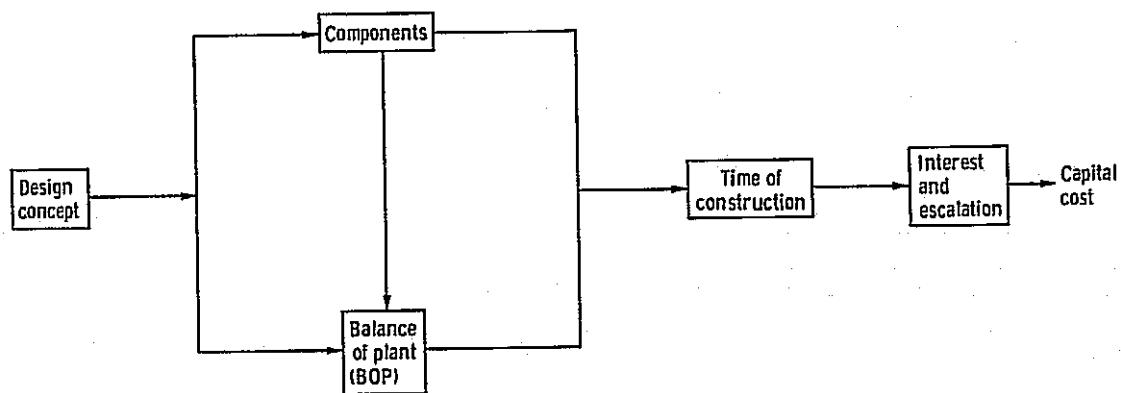 Components
Design
concept
Time of
construction
Interest
and
escalation
Capital
cost
Balance
of plant
(BOP)